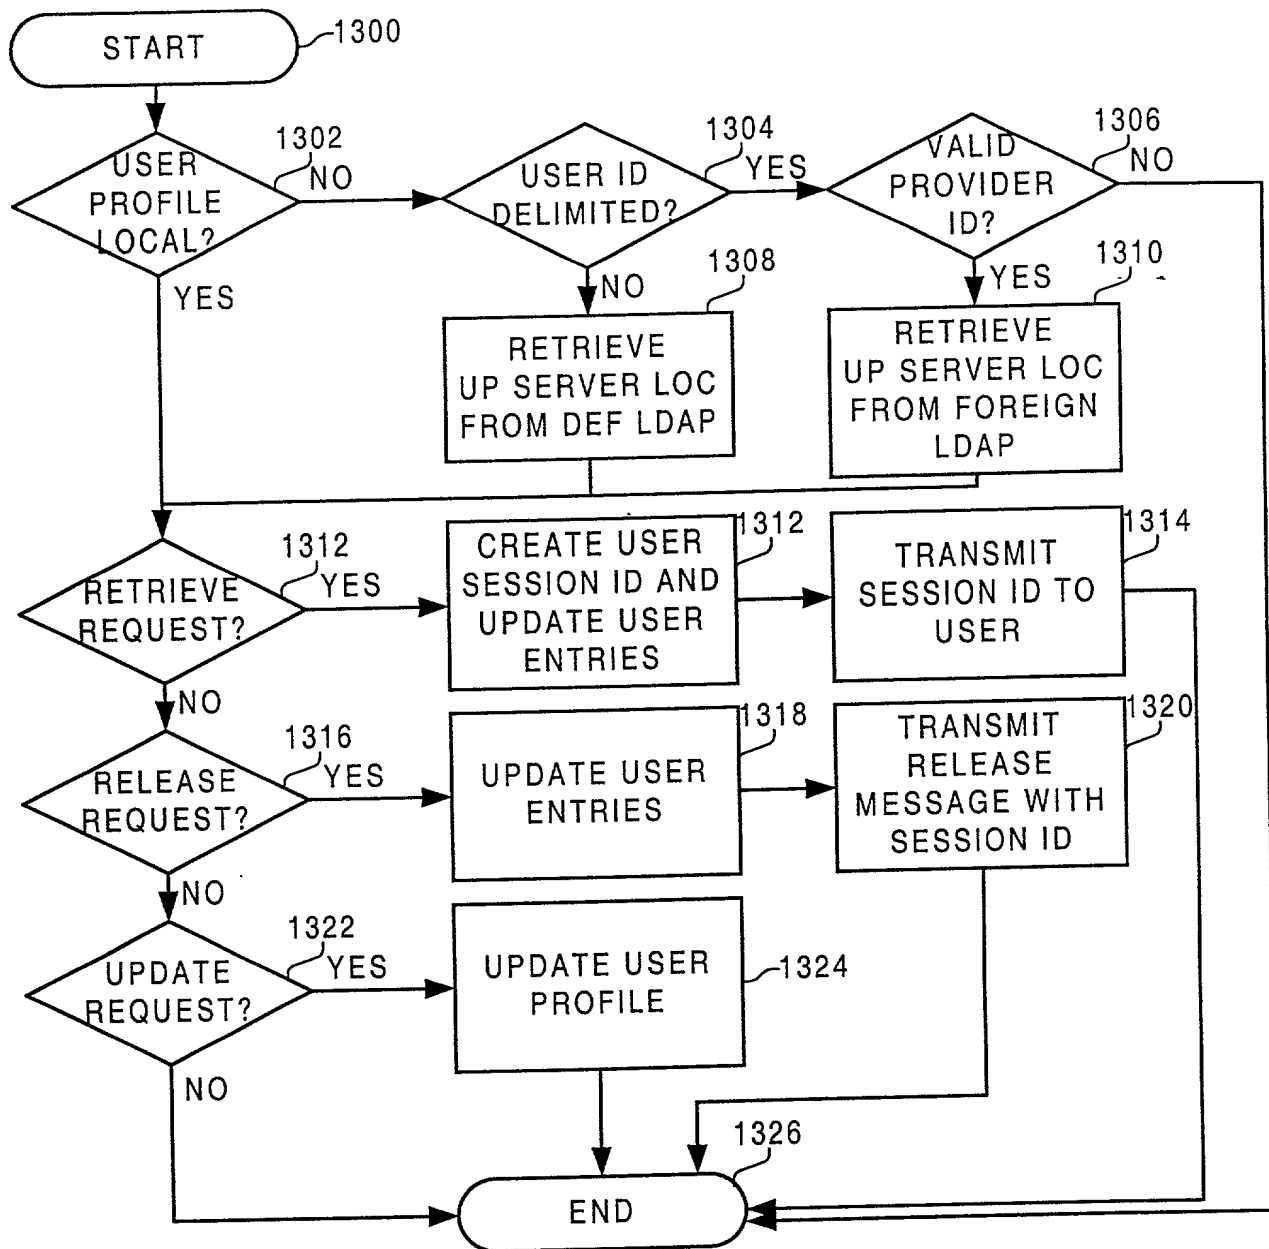 START
1300
USER
PROFILE
LOCAL?
1302
NO
YES
USER ID
DELIMITED?
1304
YES
NO
VALID
PROVIDER
ID?
1306
NO
YES
1308
RETRIEVE
UP SERVER LOC
FROM DEF LDAP
1310
RETRIEVE
UP SERVER LOC
FROM FOREIGN
LDAP
RETRIEVE
REQUEST?
1312
YES
NO
CREATE USER
SESSION ID AND
UPDATE USER
ENTRIES
1312
TRANSMIT
SESSION ID TO
USER
1314
RELEASE
REQUEST?
1316
YES
NO
UPDATE USER
ENTRIES
1318
TRANSMIT
RELEASE
MESSAGE WITH
SESSION ID
1320
UPDATE
REQUEST?
1322
YES
NO
UPDATE USER
PROFILE
1324
END
1326